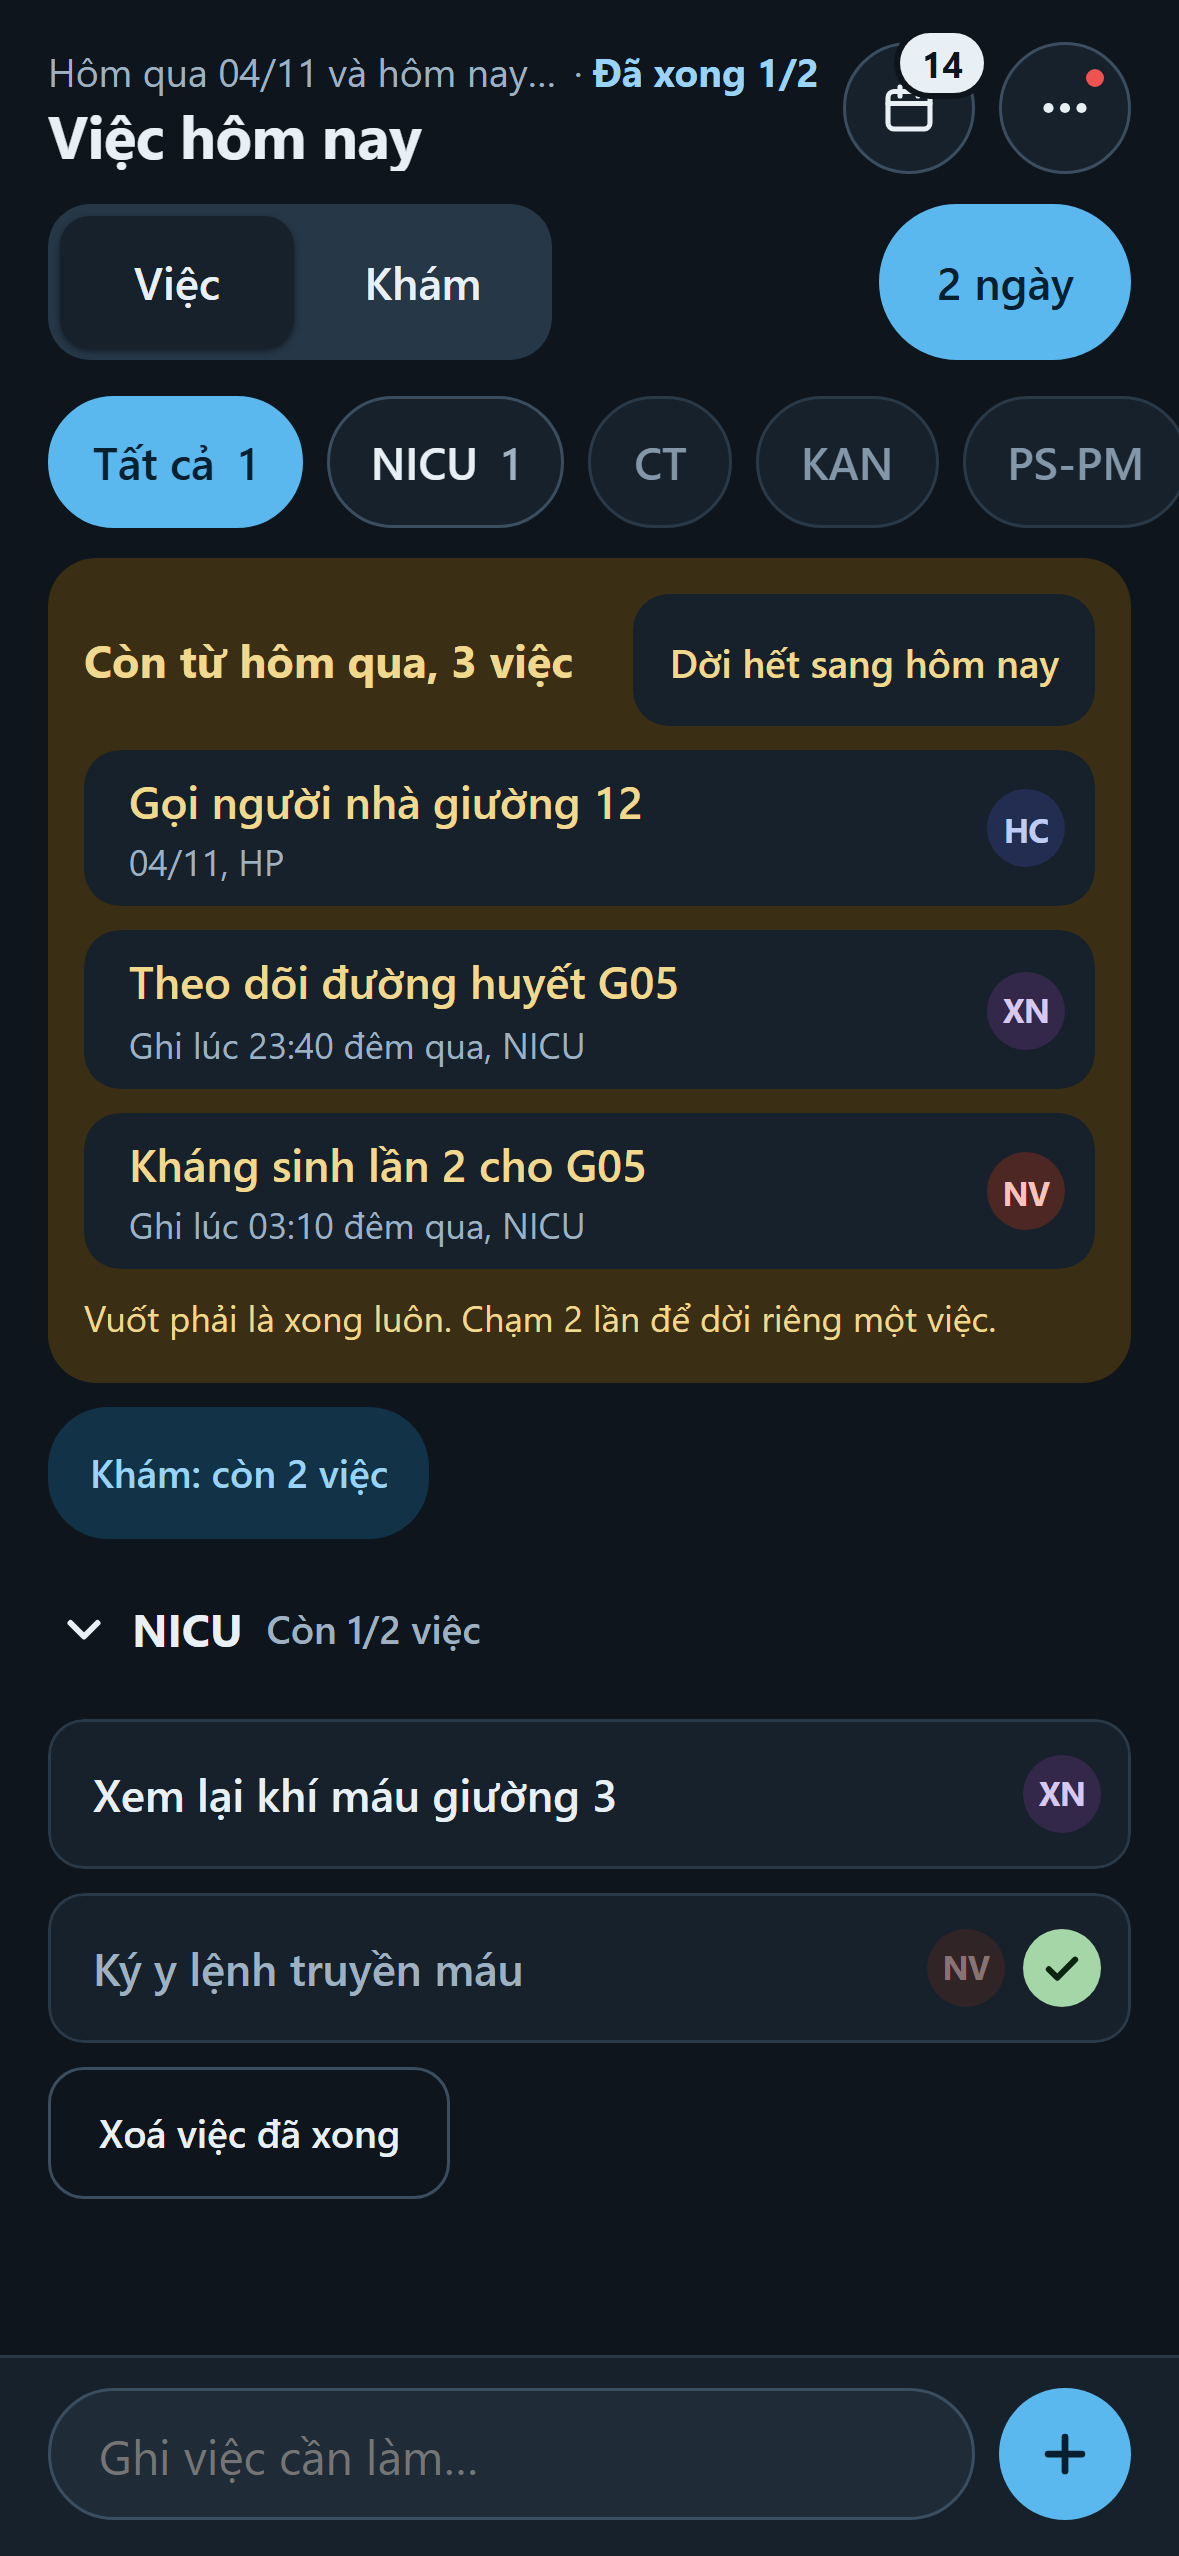 Hôm qua 04/11 và hôm nay... · Đã xong 1/2
14
Việc hôm nay
Việc
Khám
2 ngày
Tất cả 1
NICU 1
CT
KAN
PS-PM
Còn từ hôm qua, 3 việc
Dời hết sang hôm nay
Gọi người nhà giường 12
04/11, HP
HC
Theo dõi đường huyết G05
Ghi lúc 23:40 đêm qua, NICU
XN
Kháng sinh lần 2 cho G05
Ghi lúc 03:10 đêm qua, NICU
NV
Vuốt phải là xong luôn. Chạm 2 lần để dời riêng một việc.
Khám: còn 2 việc
NICU Còn 1/2 việc
Xem lại khí máu giường 3
XN
Ký y lệnh truyền máu
NV
Xoá việc đã xong
Ghi việc cần làm...